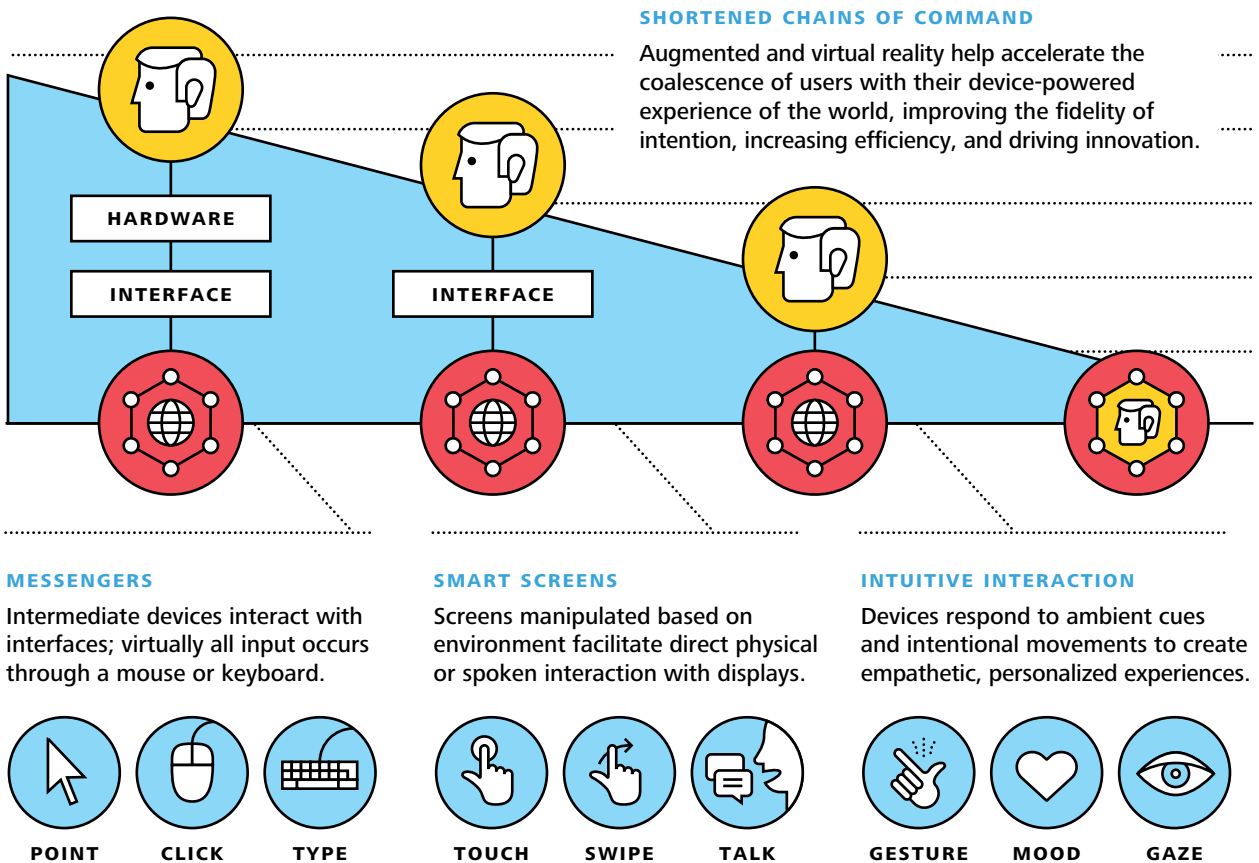 SHORTENED CHAINS OF COMMAND
Augmented and virtual reality help accelerate the
coalescence of users with their device-powered
experience of the world, improving the fidelity of
intention, increasing efficiency, and driving innovation.
HARDWARE
INTERFACE
INTERFACE
MESSENGERS
Intermediate devices interact with
interfaces; virtually all input occurs
through a mouse or keyboard.
POINT
CLICK
TYPE
SMART SCREENS
Screens manipulated based on
environment facilitate direct physical
or spoken interaction with displays.
TOUCH
SWIPE
TALK
INTUITIVE INTERACTION
Devices respond to ambient cues
and intentional movements to create
empathetic, personalized experiences.
GESTURE
MOOD
GAZE